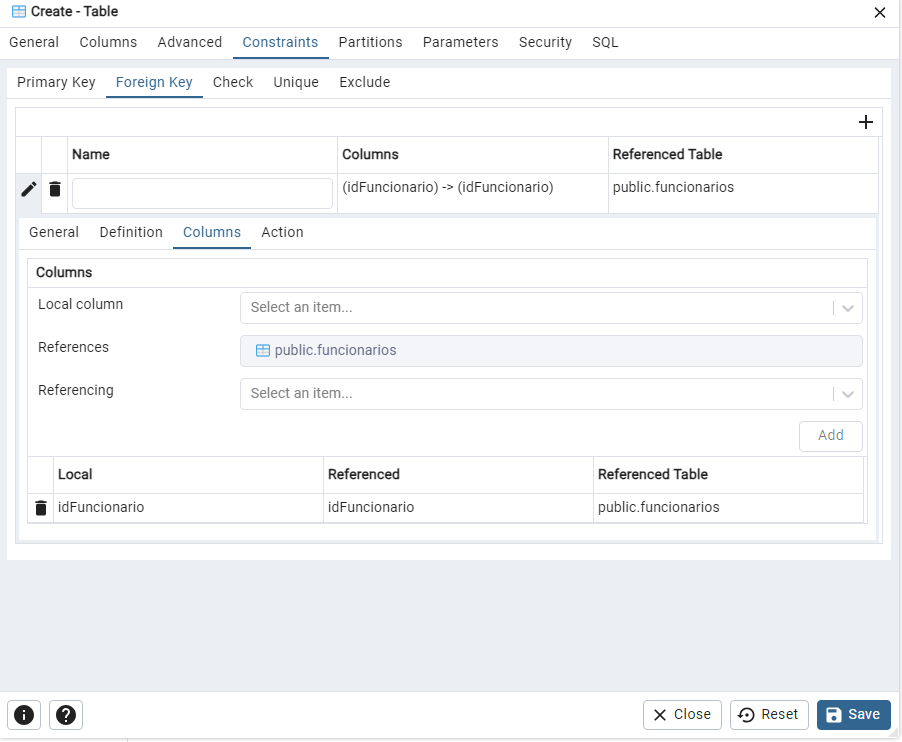 Create - Table
General Columns Advanced Constraints Partitions Parameters Security SQL
Primary Key Foreign Key Check Unique Exclude
Name Columns Referenced Table
(idFuncionario) -> (idFuncionario) public.funcionarios
General Definition Columns Action
Columns
Local column Select an item...
References public.funcionarios
Referencing Select an item...
Add
Local Referenced Referenced Table
idFuncionario idFuncionario public.funcionarios
Close Reset Save